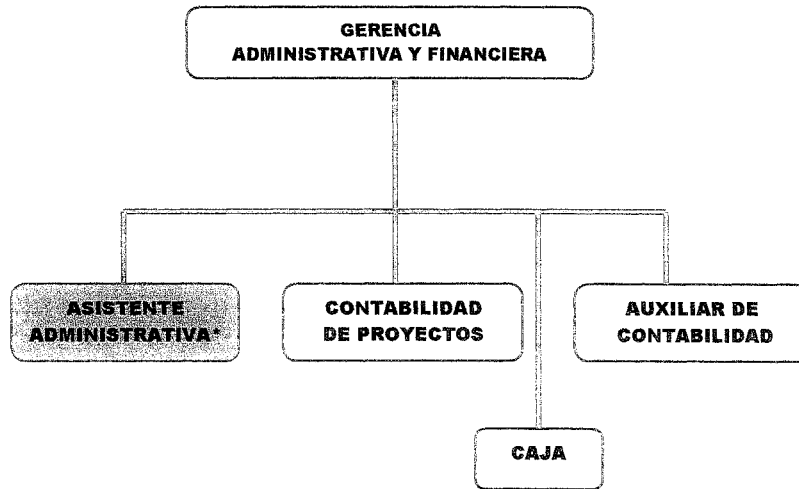 GERENCIA
ADMINISTRATIVA Y FINANCIERA
ASISTENTE
ADMINISTRATIVA*
CONTABILIDAD
DE PROYECTOS
AUXILIAR DE
CONTABILIDAD
CAJA